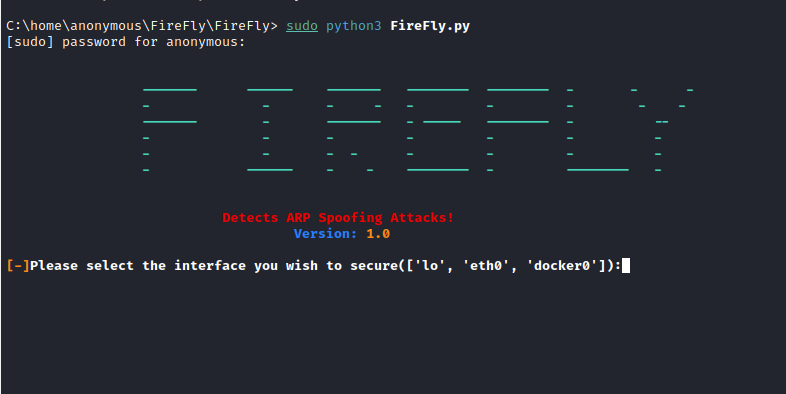 C:\home\anonymous\FireFly\FireFly> sudo python3 FireFly.py
[sudo] password for anonymous:
FIREFLY
Detects ARP Spoofing Attacks!
Version: 1.0
[-]Please select the interface you wish to secure(['lo', 'eth0', 'docker0']):